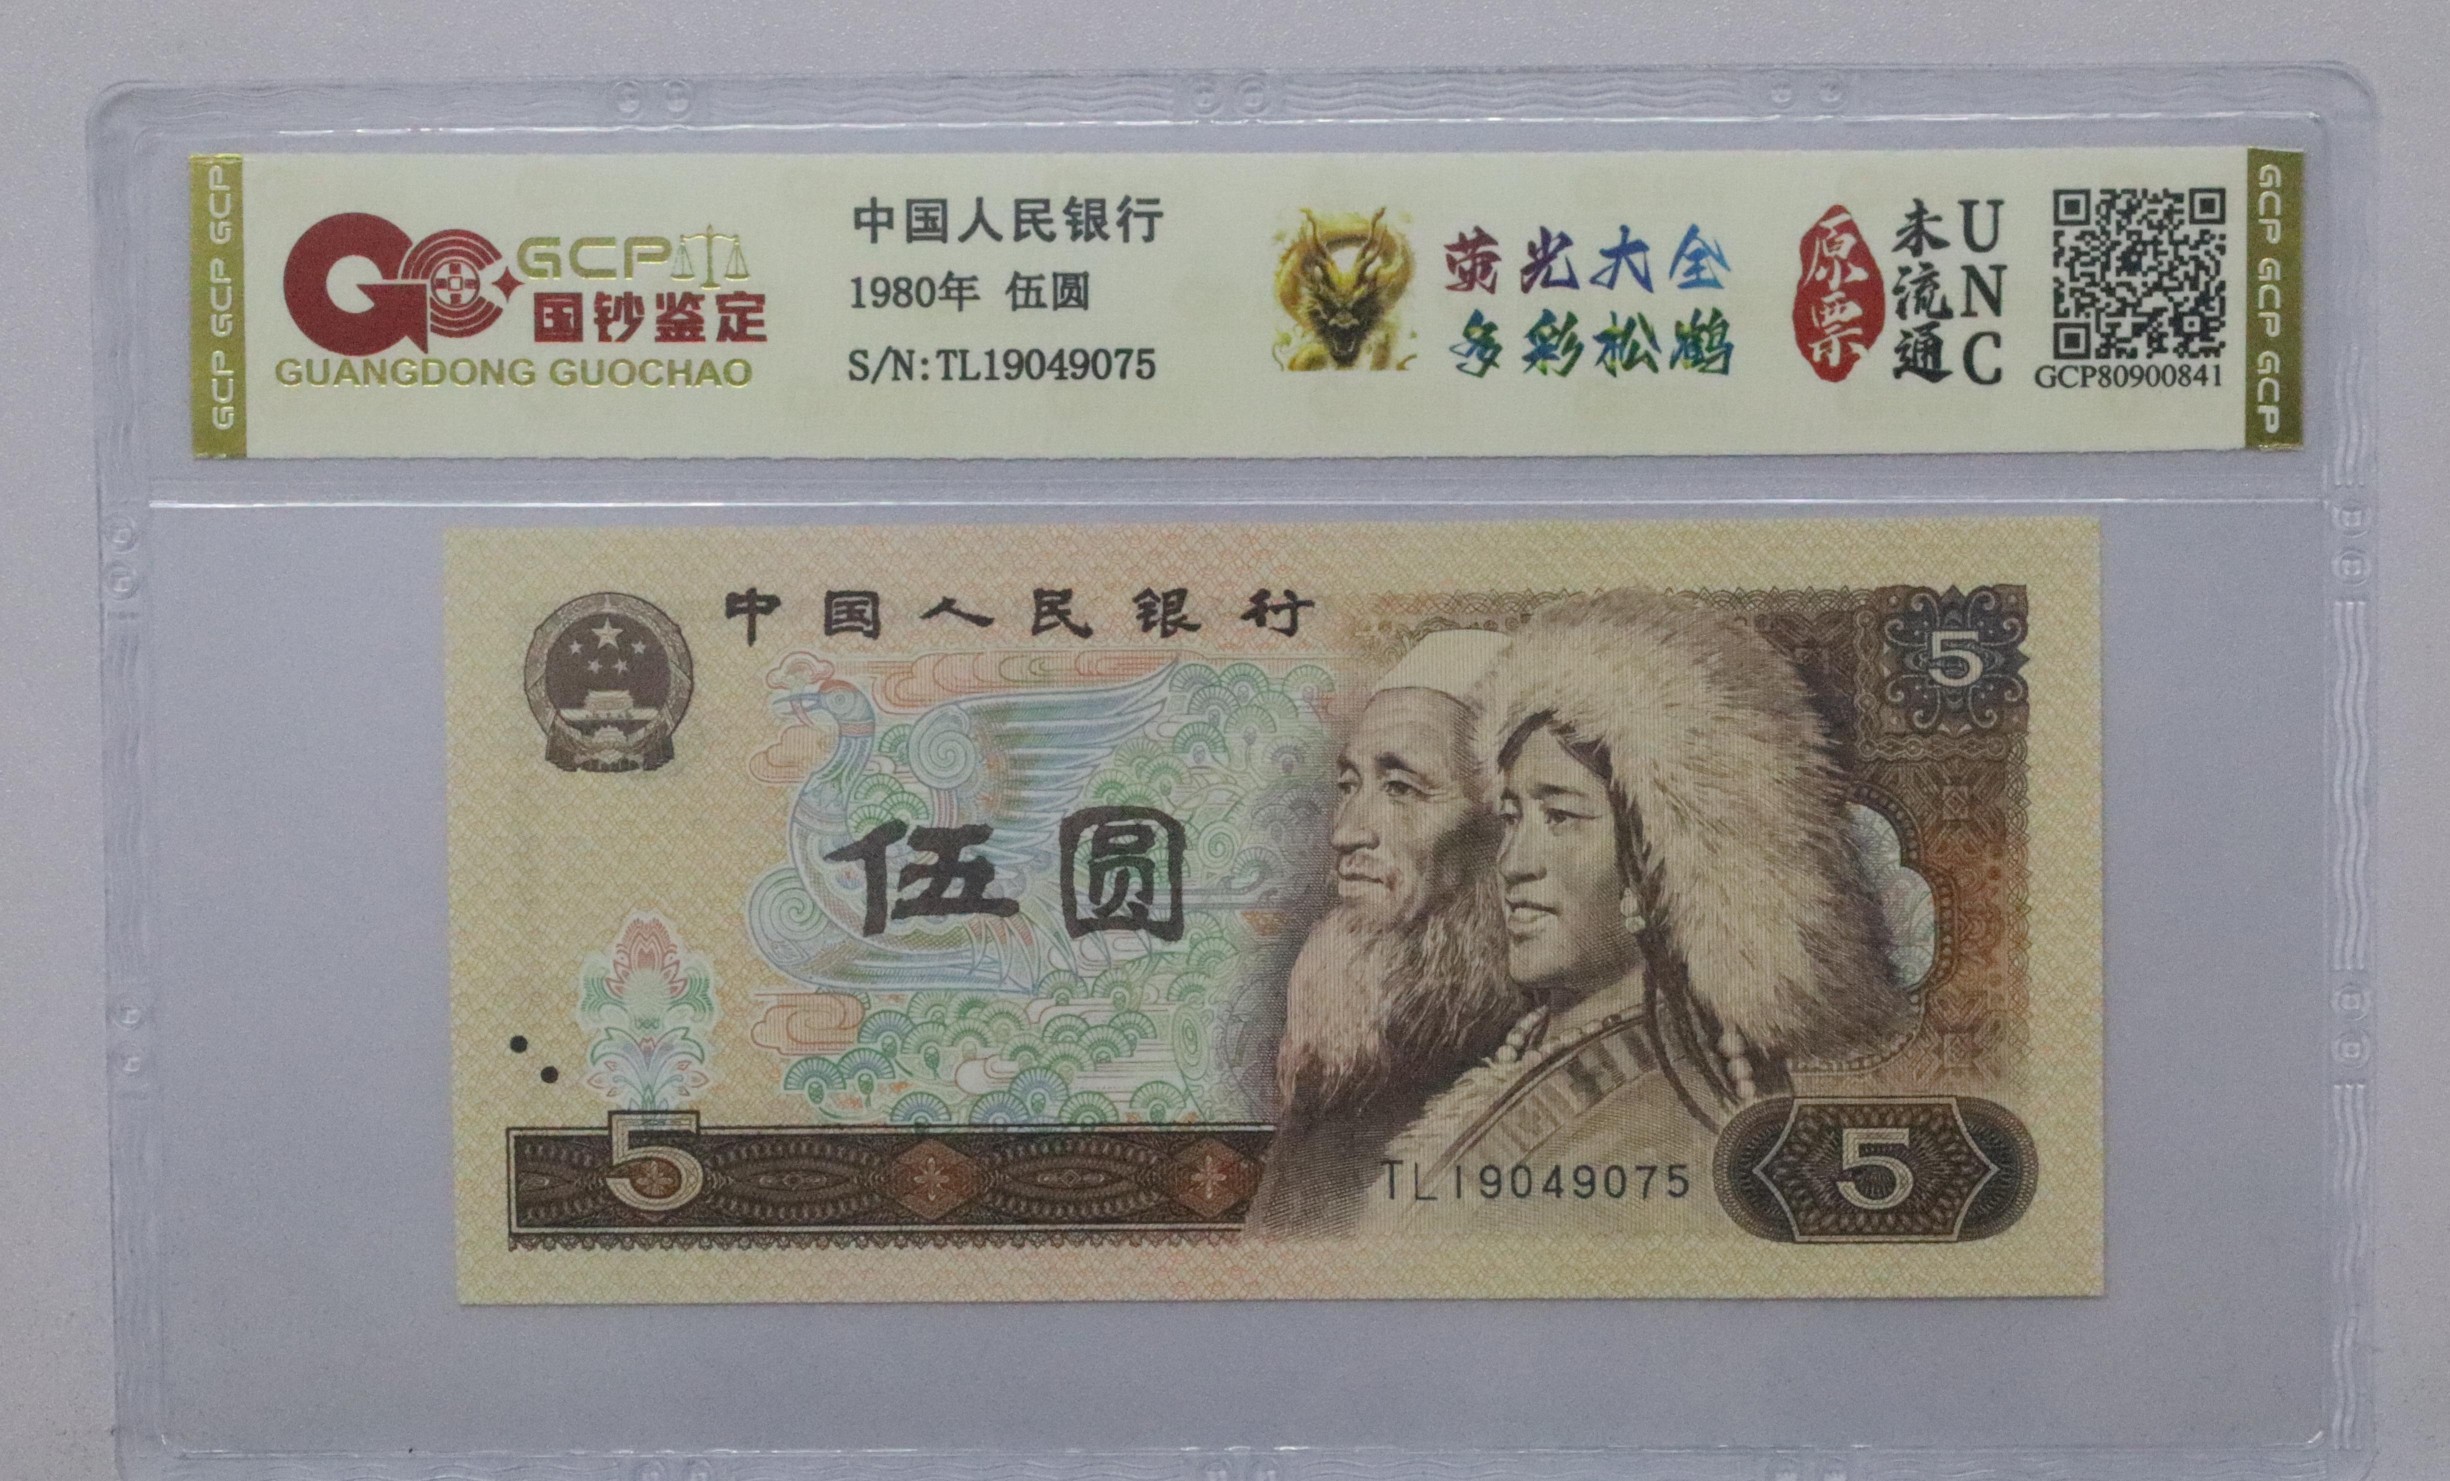 GCP GCP GCP
GCP
国钞鉴定
GUANGDONG GUOCHAO
中国人民银行
1980年 伍圆
S/N:TL19049075
荧光大全
多彩松鹤
原票
未流通
UNC
GCP80900841
GCP GCP GCP
中国人民银行
5
伍圆
5
TL19049075
5